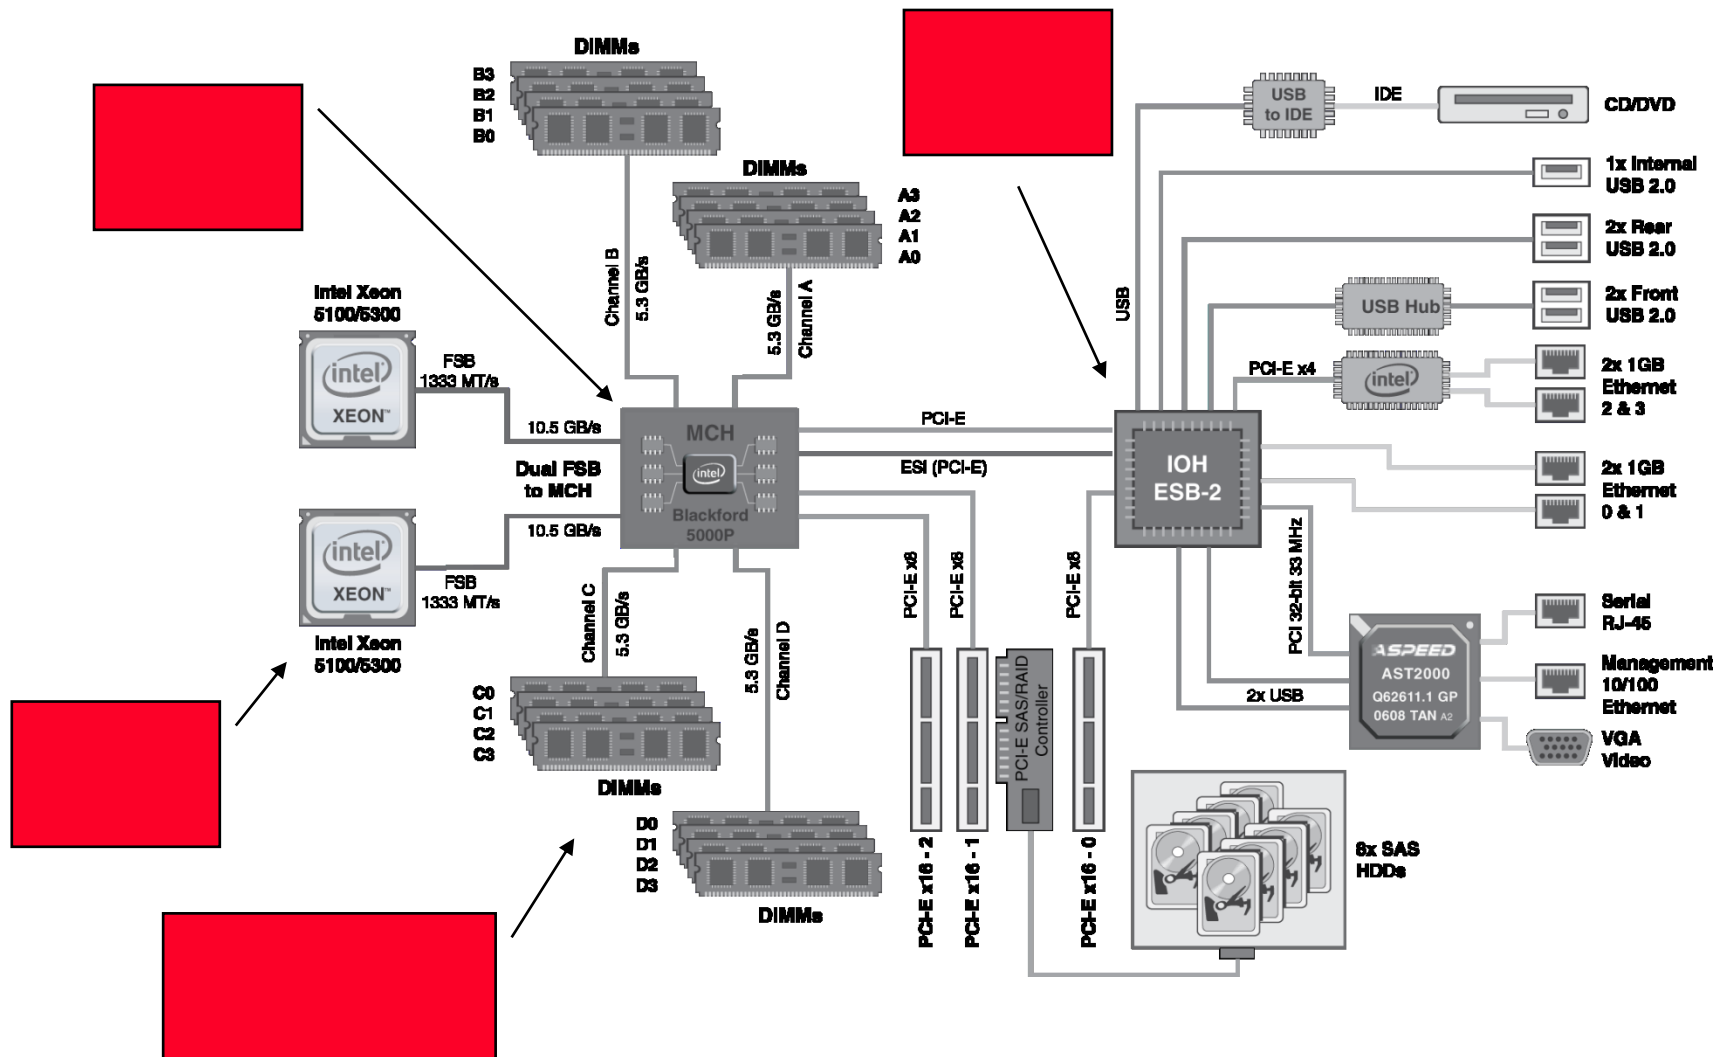 DIMMs
B3
B2
B1
B0
DIMMs
A3
A2
A1
A0
Channel B
5.3 GB/s
5.3 GB/s
Channel A
Intel Xeon
5100/5300
intel
XEON™
FSB
1333 MT/s
10.5 GB/s
Dual FSB
to MCH
10.5 GB/s
intel
XEON™
FSB
1333 MT/s
Intel Xeon
5100/5300
MCH
intel
Blackford
5000P
Channel C
5.3 GB/s
5.3 GB/s
Channel D
C0
C1
C2
C3
DIMMs
D0
D1
D2
D3
DIMMs
PCI-E
ESI (PCI-E)
PCI-E x8
PCI-E x8
PCI-E x8
PCI-E x16 - 2
PCI-E x16 - 1
PCI-E SAS/RAID
Controller
PCI-E x16 - 0
IOH
ESB-2
USB
USB
to IDE
IDE
CD/DVD
1x Internal
USB 2.0
2x Rear
USB 2.0
USB Hub
2x Front
USB 2.0
PCI-E x4
intel
2x 1GB
Ethernet
2 & 3
2x 1GB
Ethernet
0 & 1
PCI 32-bit 33 MHz
2x USB
ASPEED
AST2000
Q62611.1 GP
0608 TAN A2
Serial
RJ-45
Management
10/100
Ethernet
VGA
Video
8x SAS
HDDs